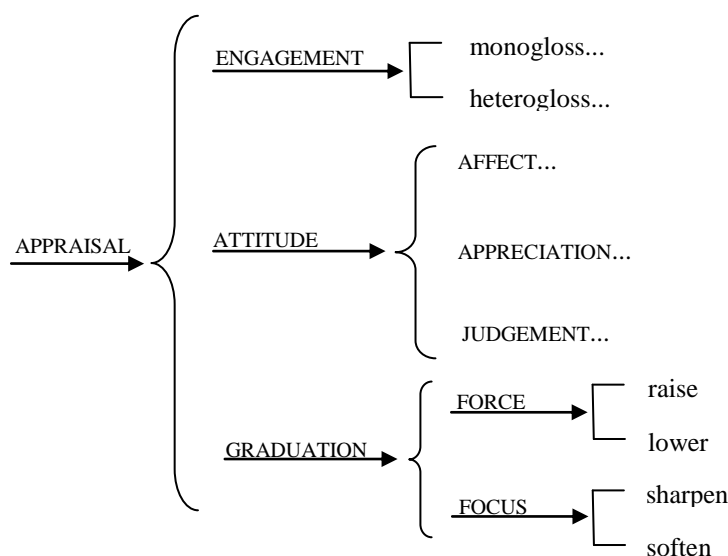 monogloss...
ENGAGEMENT
heterogloss...
AFFECT...
APPRAISAL
ATTITUDE
APPRECIATION...
JUDGEMENT...
raise
FORCE
lower
GRADUATION
sharpen
FOCUS
soften